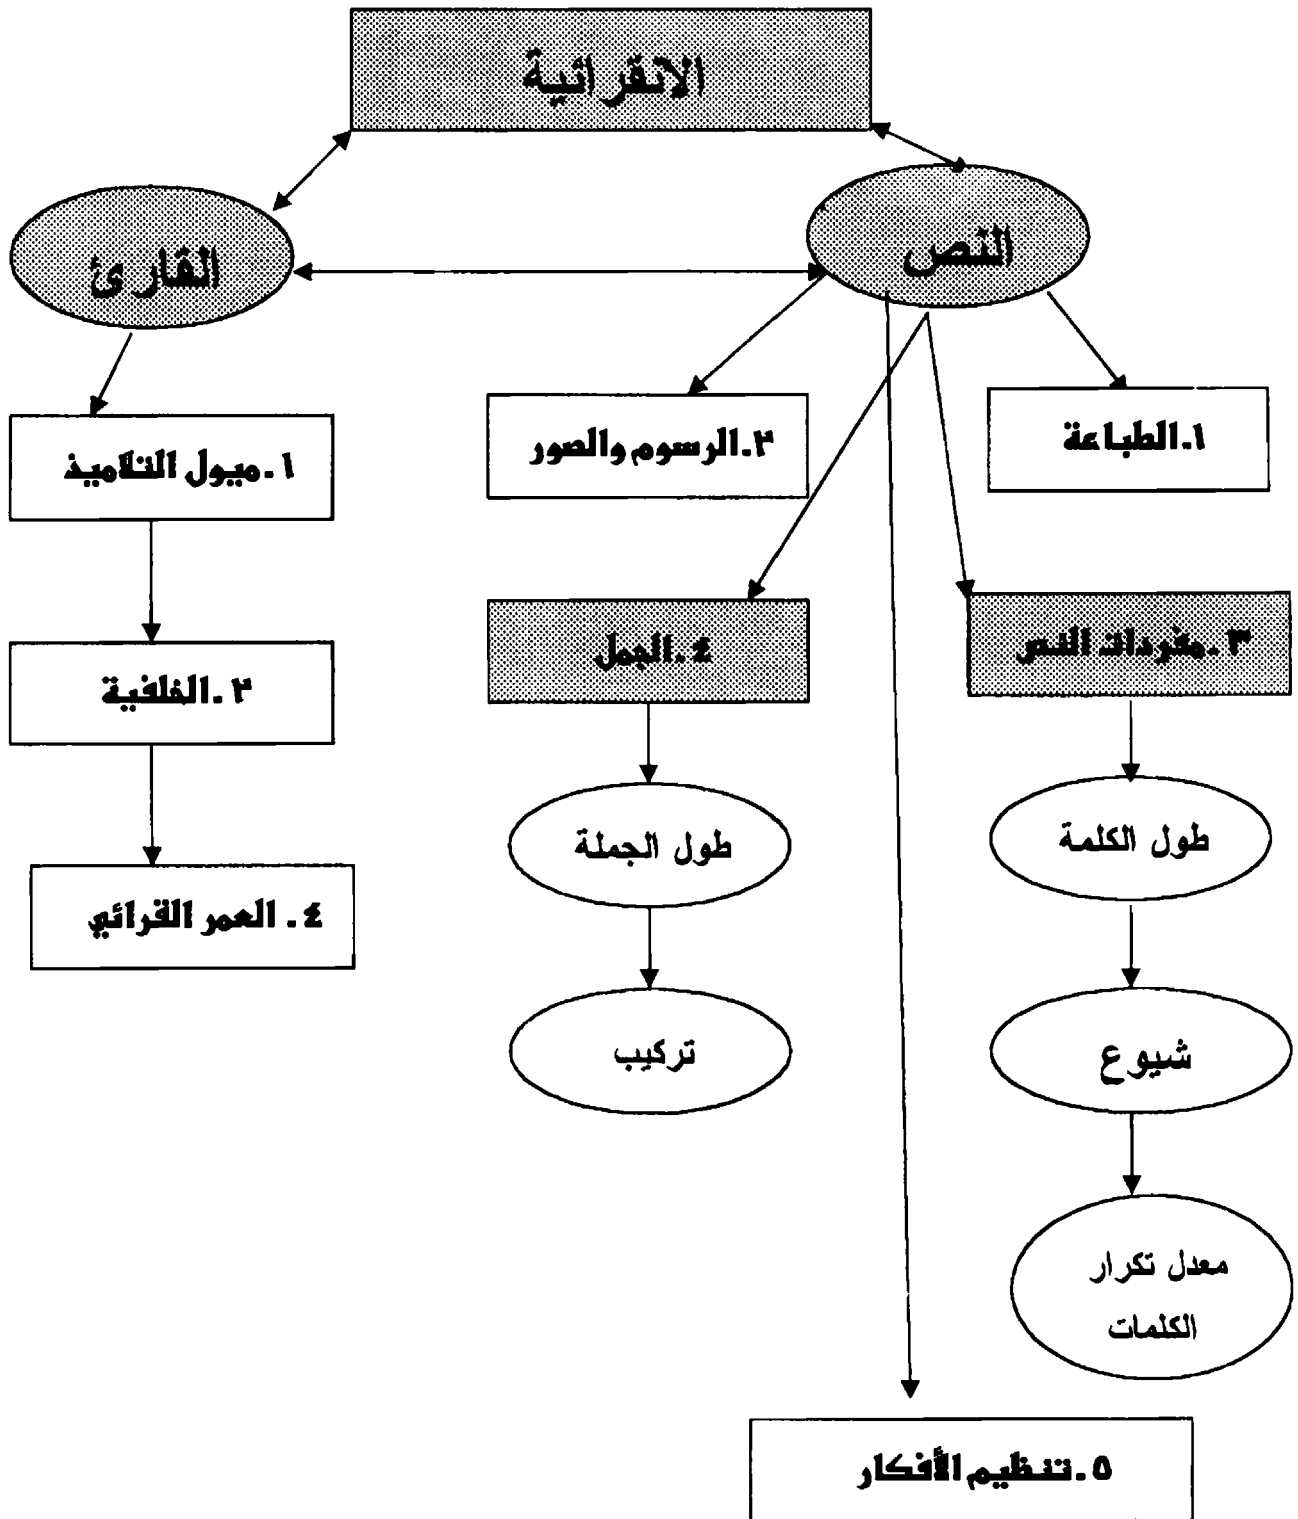 الانقرائية
النص
القارئ
١.الطباعة
٢.الرسوم والصور
١.ميول التلاميذ
٣.مفردات النص
٤.الجمل
٢.الخلفية
طول الكلمة
طول الجملة
٤.العمر القرائي
شيوع
تركيب
معدل تكرار
الكلمات
٥.تنظيم الأفكار